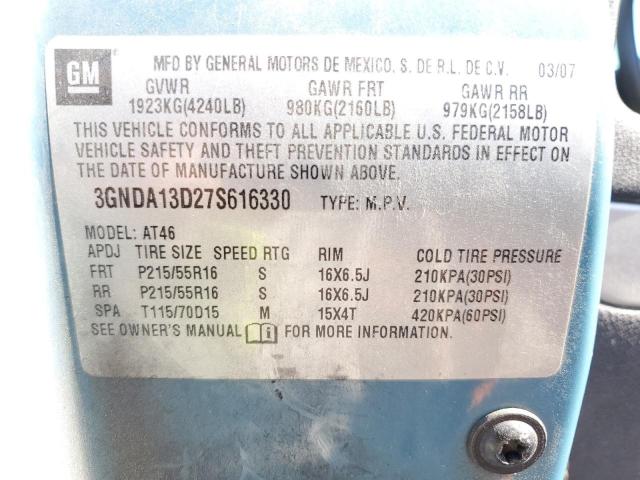 GM
MFD BY GENERAL MOTORS DE MEXICO, S. DE R.L. DE C.V. 03/07
GVWR GAWR FRT GAWR RR
1923KG(4240LB) 980KG(2160LB) 979KG(2158LB)
THIS VEHICLE CONFORMS TO ALL APPLICABLE U.S. FEDERAL MOTOR
VEHICLE SAFETY AND THEFT PREVENTION STANDARDS IN EFFECT ON
THE DATE OF MANUFACTURE SHOWN ABOVE.
3GNDA13D27S616330 TYPE: M.P.V.
MODEL: AT46
APDJ TIRE SIZE SPEED RTG RIM COLD TIRE PRESSURE
FRT P215/55R16 S 16X6.5J 210KPA(30PSI)
RR P215/55R16 S 16X6.5J 210KPA(30PSI)
SPA T115/70D15 M 15X4T 420KPA(60PSI)
SEE OWNER'S MANUAL i FOR MORE INFORMATION.